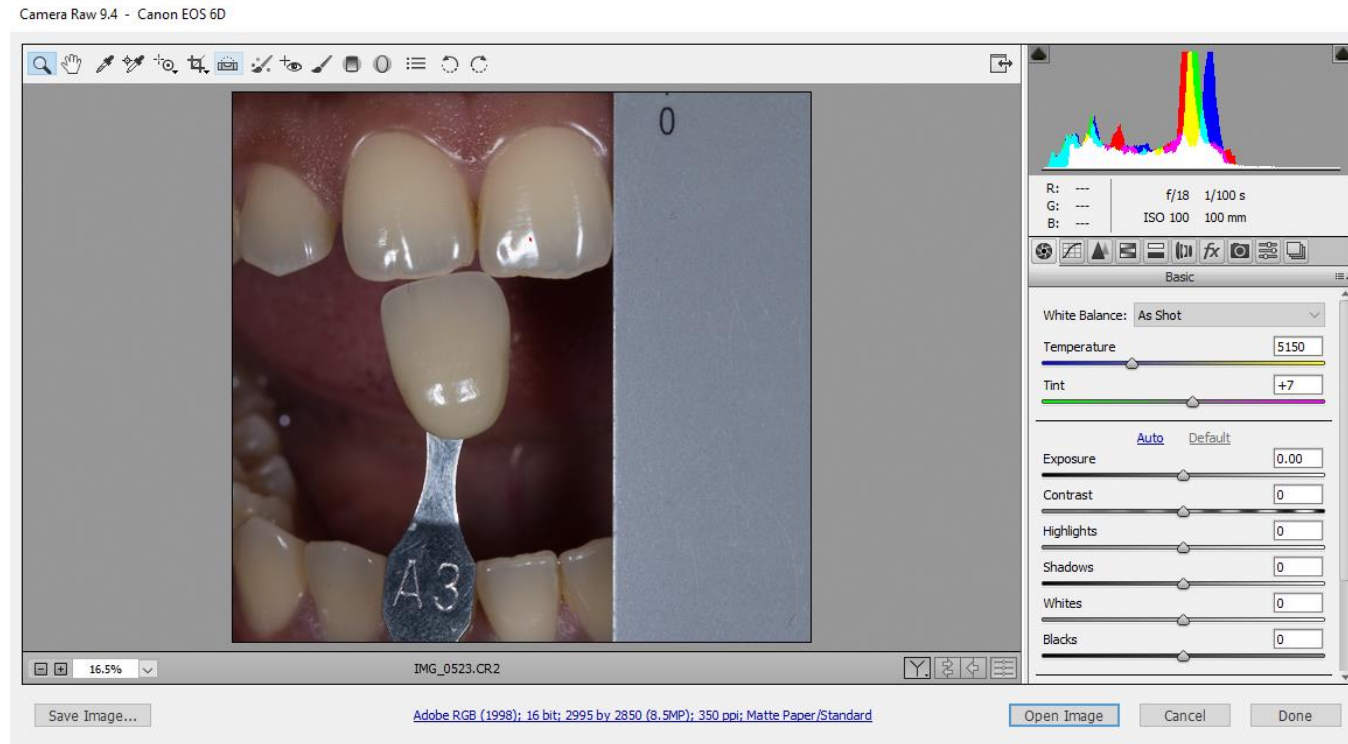 Camera Raw 9.4 - Canon EOS 6D
0
A3
R: ---
G: ---
B: ---
f/18 1/100 s
ISO 100 100 mm
fx
Basic
White Balance: As Shot
Temperature 5150
Tint +7
Auto Default
Exposure 0.00
Contrast 0
Highlights 0
Shadows 0
Whites 0
Blacks 0
16.5% IMG_0523.CR2 Y
Save Image... Adobe RGB (1998); 16 bit; 2995 by 2850 (8.5MP); 350 ppi; Matte Paper/Standard Open Image Cancel Done